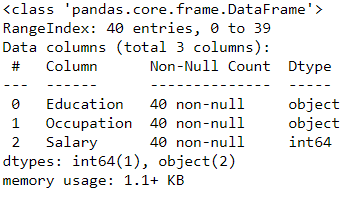 <class 'pandas.core.frame.DataFrame'>
RangeIndex: 40 entries, 0 to 39
Data columns (total 3 columns):
 #   Column      Non-Null Count  Dtype
---  ------      --------------  -----
 0   Education   40 non-null     object
 1   Occupation  40 non-null     object
 2   Salary      40 non-null     int64
dtypes: int64(1), object(2)
memory usage: 1.1+ KB